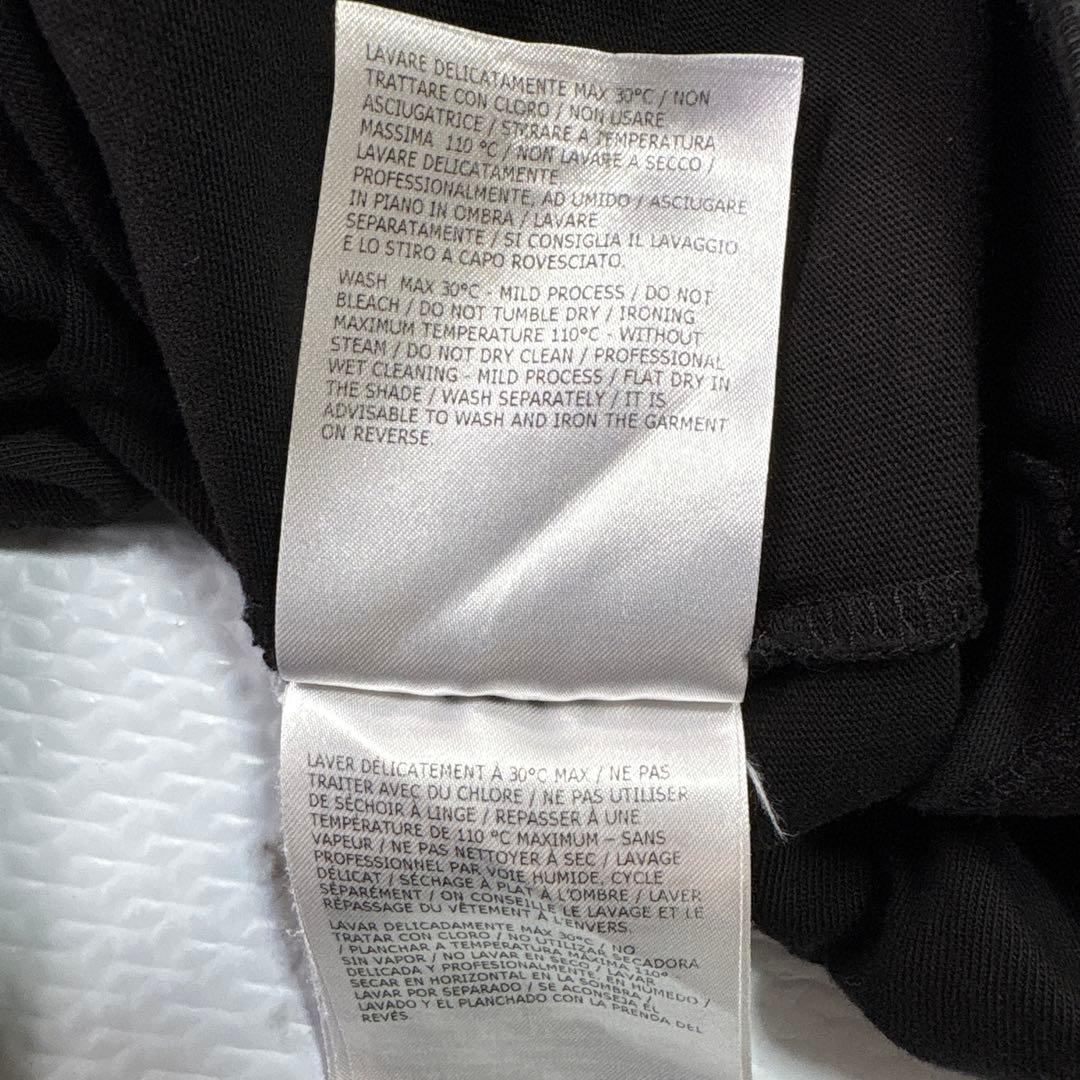 LAVARE DELICATAMENTE MAX 30°C / NON
TRATTARE CON CLORO / NON USARE
ASCIUGATRICE / STIRARE A TEMPERATURA
MASSIMA 110 °C / NON LAVARE A SECCO /
LAVARE DELICATAMENTE,
PROFESSIONALMENTE, AD UMIDO / ASCIUGARE
IN PIANO IN OMBRA / LAVARE
SEPARATAMENTE / SI CONSIGLIA IL LAVAGGIO
E LO STIRO A CAPO ROVESCIATO.
WASH MAX 30°C - MILD PROCESS / DO NOT
BLEACH / DO NOT TUMBLE DRY / IRONING
MAXIMUM TEMPERATURE 110°C - WITHOUT
STEAM / DO NOT DRY CLEAN / PROFESSIONAL
WET CLEANING - MILD PROCESS / FLAT DRY IN
THE SHADE / WASH SEPARATELY / IT IS
ADVISABLE TO WASH AND IRON THE GARMENT
ON REVERSE.
LAVER DÉLICATEMENT À 30°C MAX / NE PAS
TRAITER AVEC DU CHLORE / NE PAS UTILISER
DE SÉCHOIR À LINGE / REPASSER À UNE
TEMPÉRATURE DE 110 °C MAXIMUM – SANS
VAPEUR / NE PAS NETTOYER À SEC / LAVAGE
PROFESSIONNEL PAR VOIE HUMIDE, CYCLE
DÉLICAT / SÉCHAGE À PLAT À L'OMBRE / LAVER
SÉPARÉMENT / ON CONSEILLE LE LAVAGE ET LE
RÉPASSAGE DU VÊTEMENT À L'ENVERS.
LAVAR DELICADAMENTE MÁX 30°C / NO
TRATAR CON CLORO / NO UTILIZAR SECADORA
/ PLANCHAR A TEMPERATURA MÁXIMA 110°
SIN VAPOR / NO LAVAR EN SECO / LAVAR
DELICADA Y PROFESIONALMENTE, EN HÚMEDO /
SECAR EN HORIZONTAL EN LA SOMBRA /
LAVAR POR SEPARADO / SE ACONSEJA EL
LAVADO Y EL PLANCHADO CON LA PRENDA DEL
REVÉS.